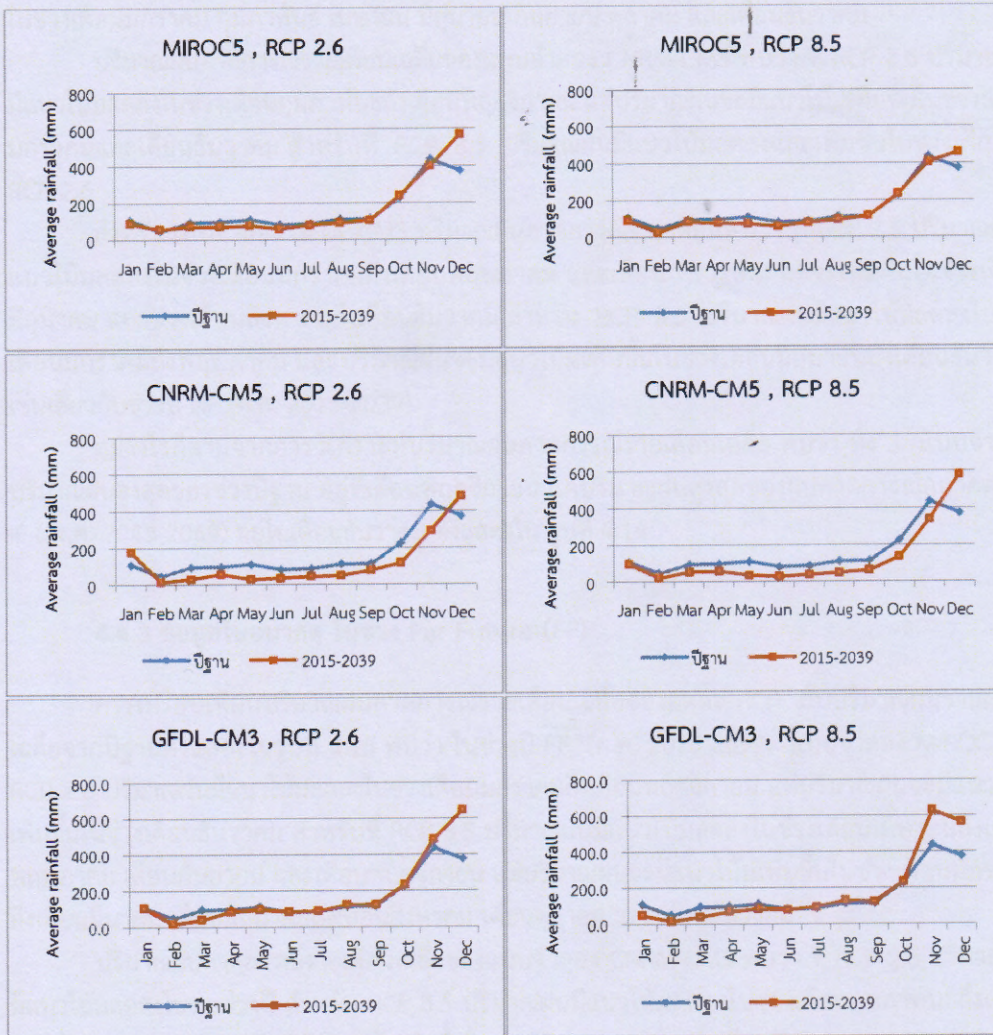 MIROC5 , RCP 2.6
Average rainfall (mm)
800
600
400
200
0
Jan Feb Mar Apr May Jun Jul Aug Sep Oct Nov Dec
ปีฐาน 2015-2039
MIROC5 , RCP 8.5
Average rainfall (mm)
800
600
400
200
0
Jan Feb Mar Apr May Jun Jul Aug Sep Oct Nov Dec
ปีฐาน 2015-2039
CNRM-CM5 , RCP 2.6
Average rainfall (mm)
800
600
400
200
0
Jan Feb Mar Apr May Jun Jul Aug Sep Oct Nov Dec
ปีฐาน 2015-2039
CNRM-CM5 , RCP 8.5
Average rainfall (mm)
800
600
400
200
0
Jan Feb Mar Apr May Jun Jul Aug Sep Oct Nov Dec
ปีฐาน 2015-2039
GFDL-CM3 , RCP 2.6
Average rainfall (mm)
800.0
600.0
400.0
200.0
0.0
Jan Feb Mar Apr May Jun Jul Aug Sep Oct Nov Dec
ปีฐาน 2015-2039
GFDL-CM3 , RCP 8.5
Average rainfall (mm)
800.0
600.0
400.0
200.0
0.0
Jan Feb Mar Apr May Jun Jul Aug Sep Oct Nov Dec
ปีฐาน 2015-2039